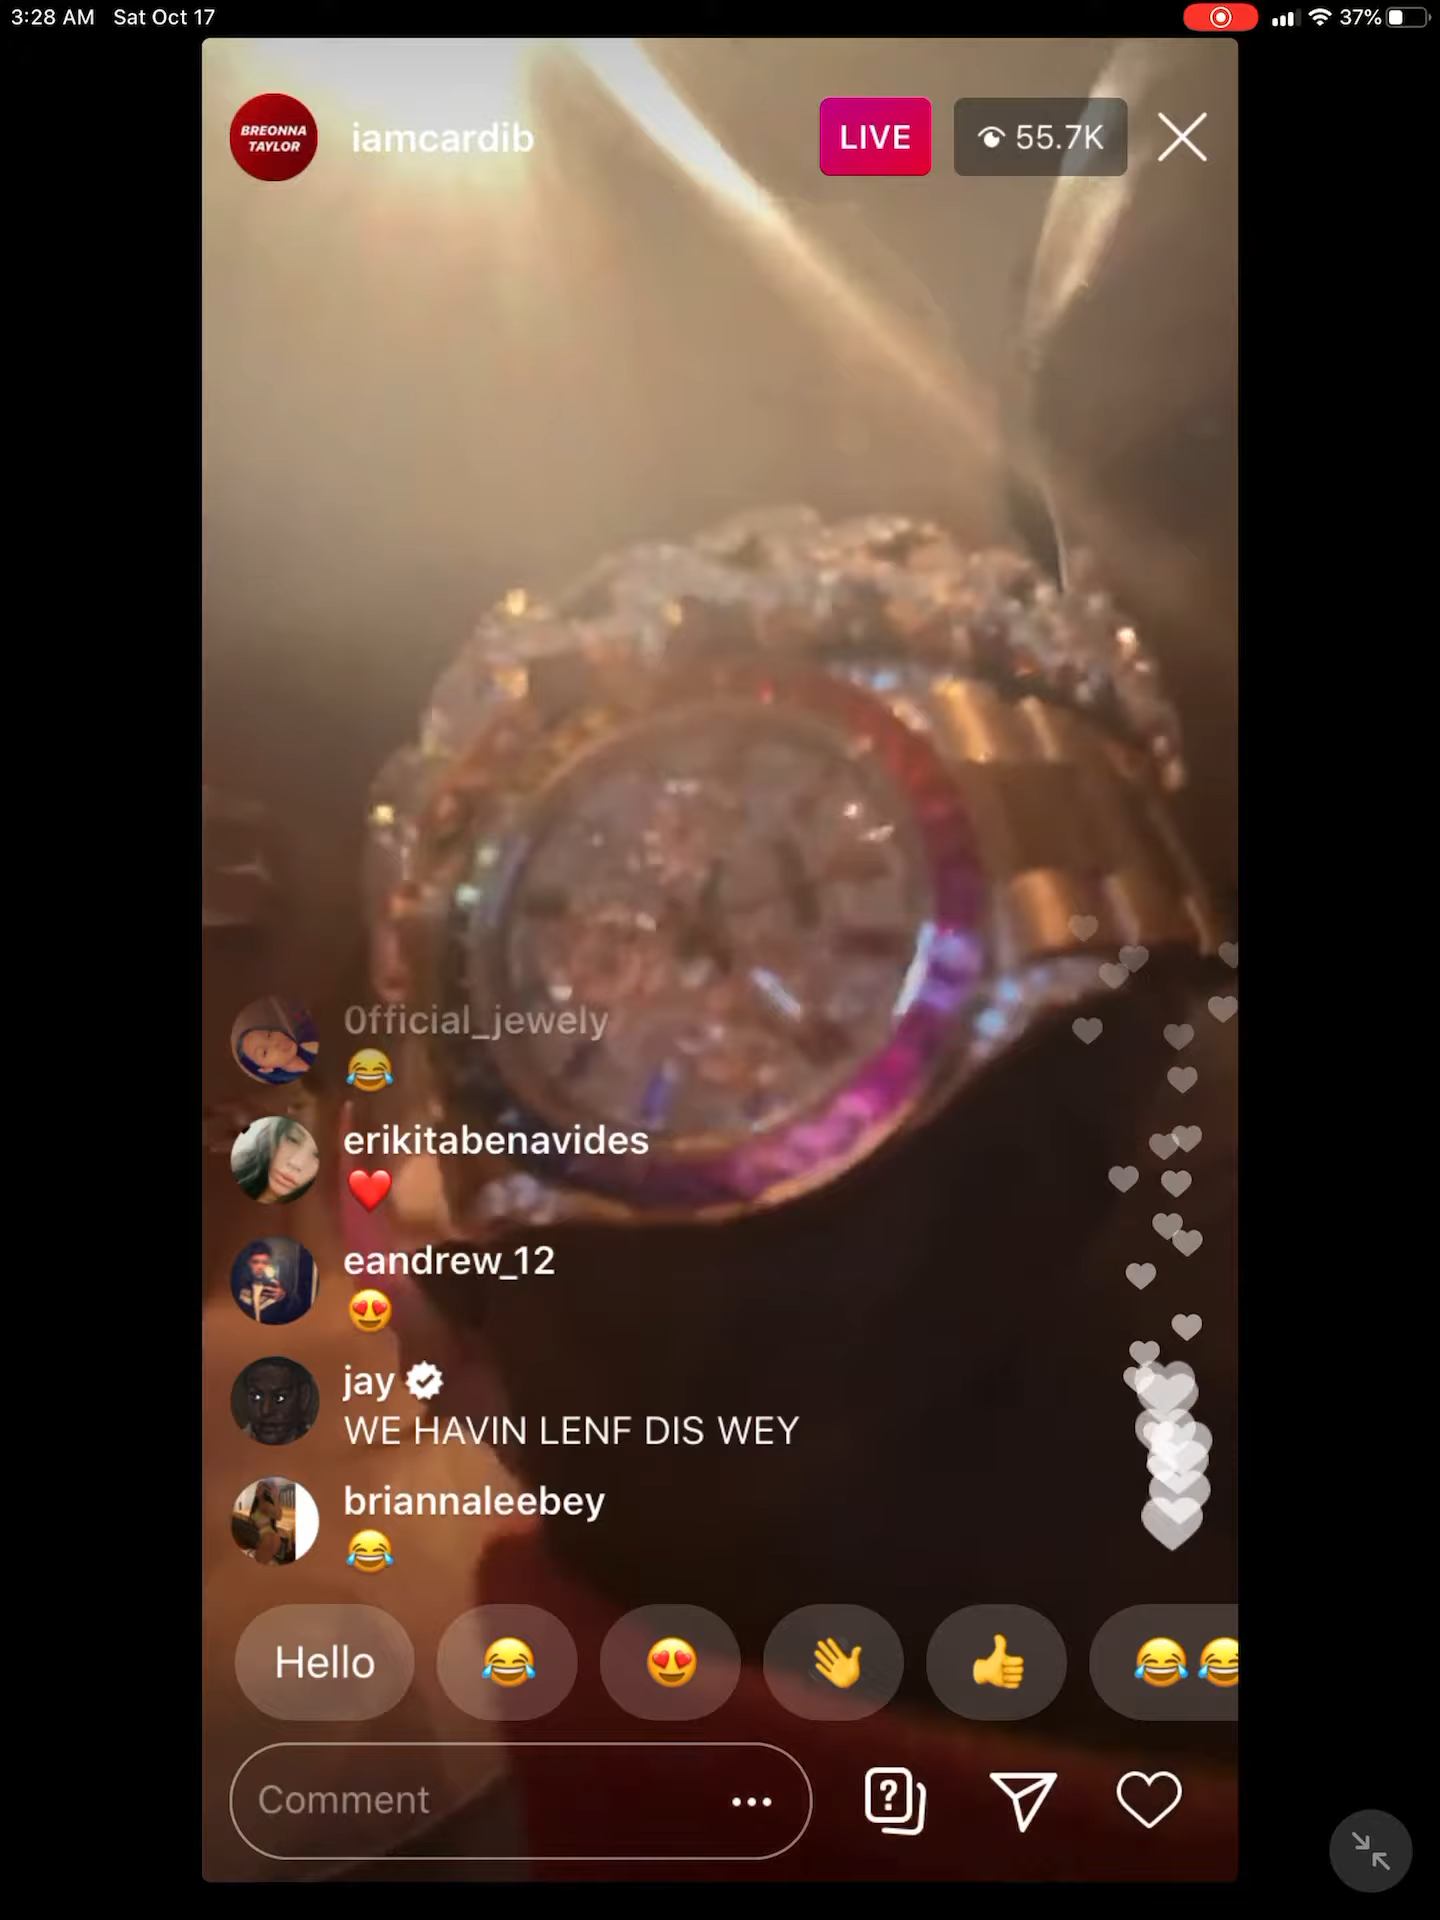 3:28 AM Sat Oct 17
37%
BREONNA
TAYLOR
iamcardib
LIVE
55.7K
0fficial_jewely
😂
erikitabenavides
❤️
eandrew_12
😍
jay
WE HAVIN LENF DIS WEY
briannaleebey
😂
Hello 😂 😍 👋 👍 😂😂
Comment